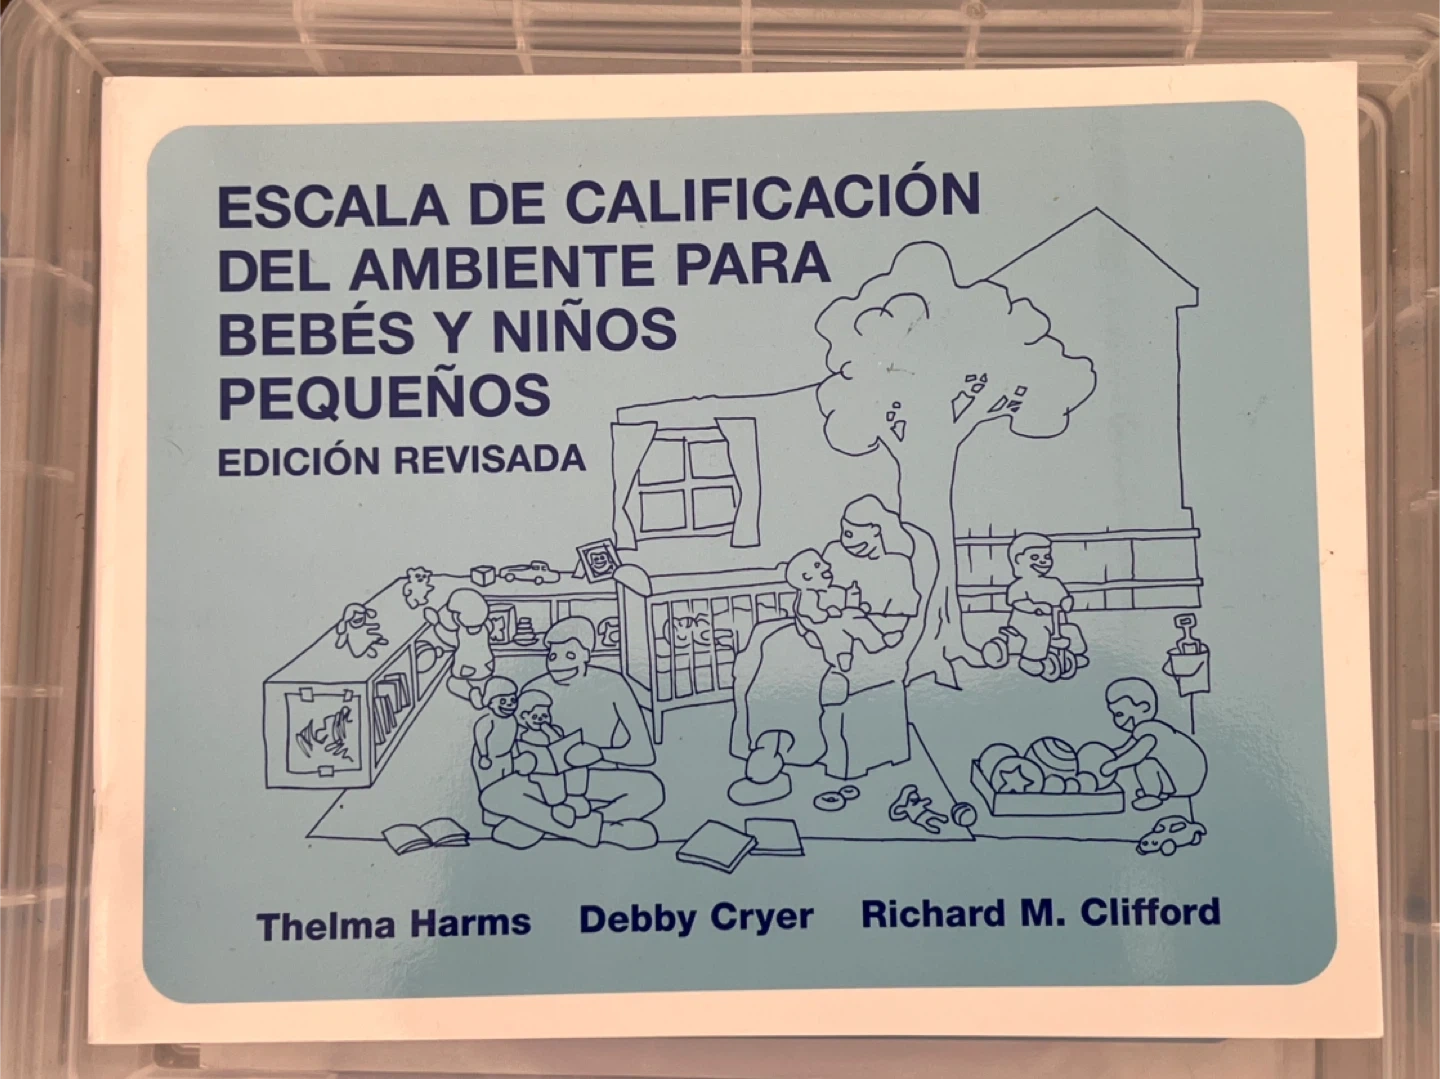 ESCALA DE CALIFICACIÓN
DEL AMBIENTE PARA
BEBÉS Y NIÑOS
PEQUEÑOS
EDICIÓN REVISADA
Thelma Harms Debby Cryer Richard M. Clifford